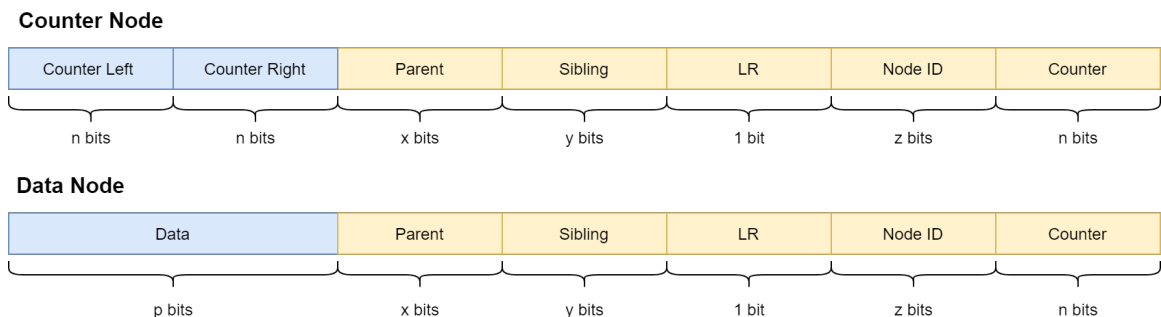 Counter Node
Counter Left Counter Right Parent Sibling LR Node ID Counter
n bits n bits x bits y bits 1 bit z bits n bits
Data Node
Data Parent Sibling LR Node ID Counter
p bits x bits y bits 1 bit z bits n bits